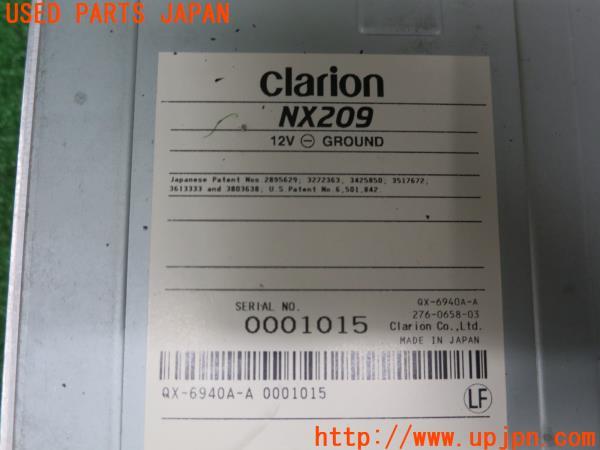 USED PARTS JAPAN
clarion
NX209
12V ⊖ GROUND
Japanese Patent Nos.2895629; 3272363, 3425850; 3517672,
3613333 and 3803638; U.S.Patent No.6,501,842.
SERIAL NO.
0001015
QX-6940A-A
276-0658-03
Clarion Co.,Ltd.
MADE IN JAPAN
QX-6940A-A 0001015
LF
UPJ
http://www.upjpn.com